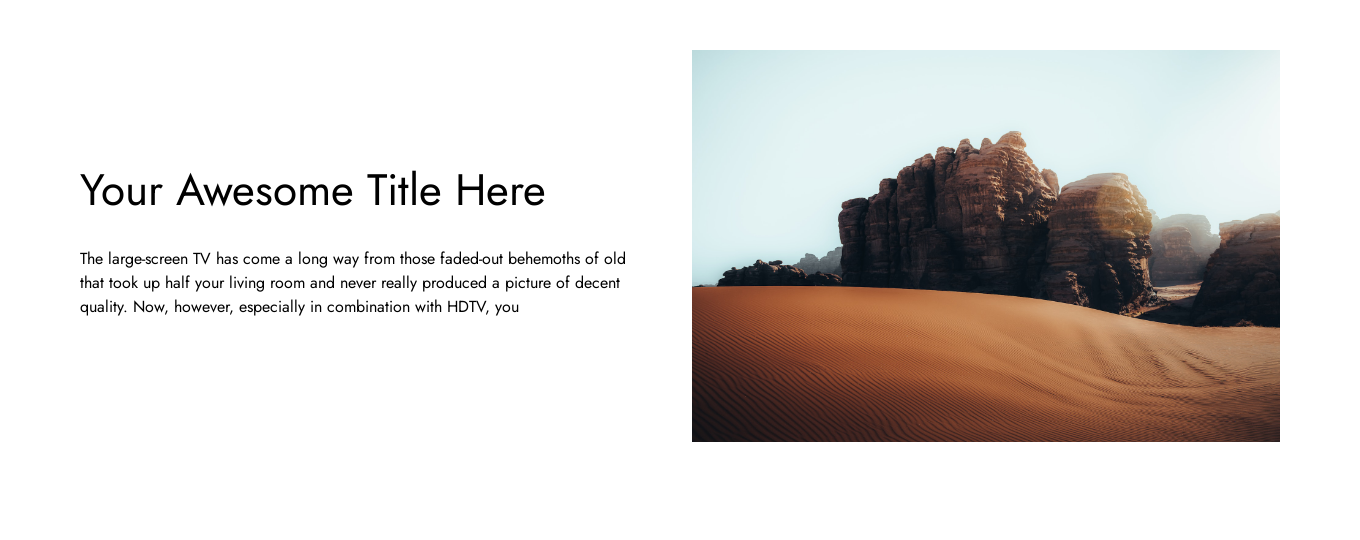 Your Awesome Title Here
The large-screen TV has come a long way from those faded-out behemoths of old
that took up half your living room and never really produced a picture of decent
quality. Now, however, especially in combination with HDTV, you